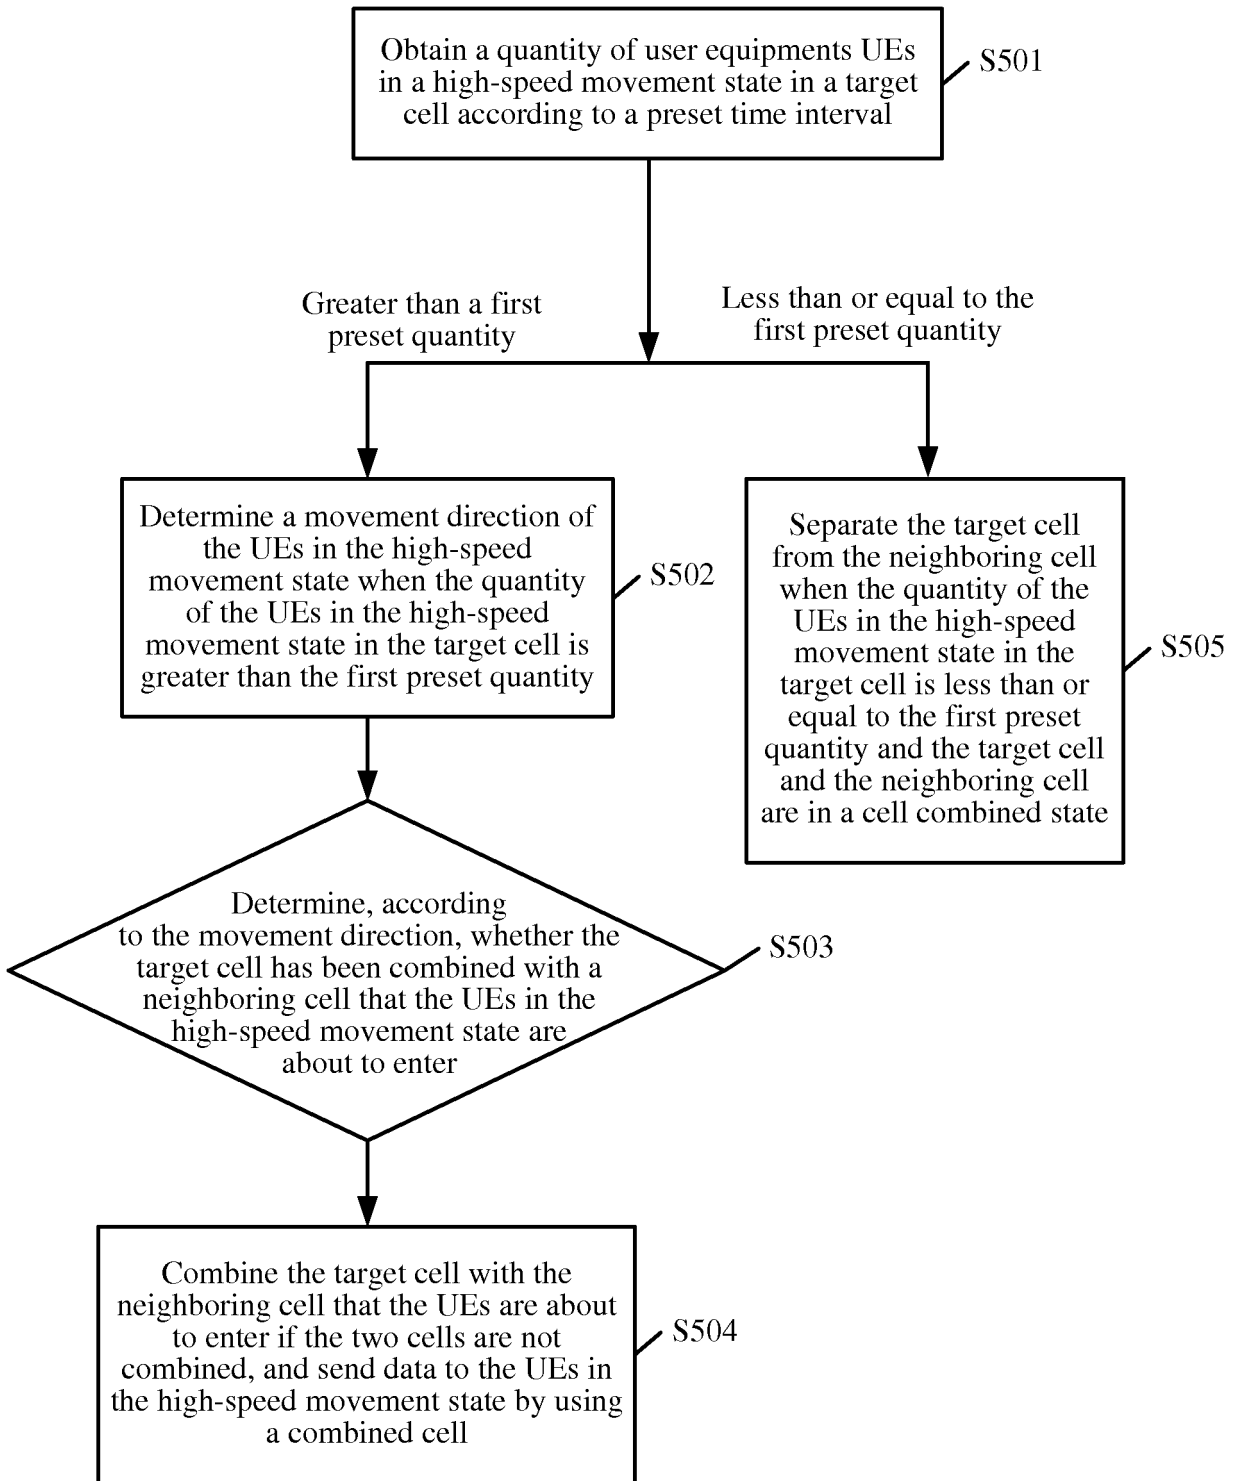 Obtain a quantity of user equipments UEs
in a high-speed movement state in a target
cell according to a preset time interval
S501
Greater than a first
preset quantity
Less than or equal to the
first preset quantity
Determine a movement direction of
the UEs in the high-speed
movement state when the quantity
of the UEs in the high-speed
movement state in the target cell is
greater than the first preset quantity
S502
Separate the target cell
from the neighboring cell
when the quantity of the
UEs in the high-speed
movement state in the
target cell is less than or
equal to the first preset
quantity and the target cell
and the neighboring cell
are in a cell combined state
S505
Determine, according
to the movement direction, whether the
target cell has been combined with a
neighboring cell that the UEs in the
high-speed movement state are
about to enter
S503
Combine the target cell with the
neighboring cell that the UEs are about
to enter if the two cells are not
combined, and send data to the UEs in
the high-speed movement state by using
a combined cell
S504